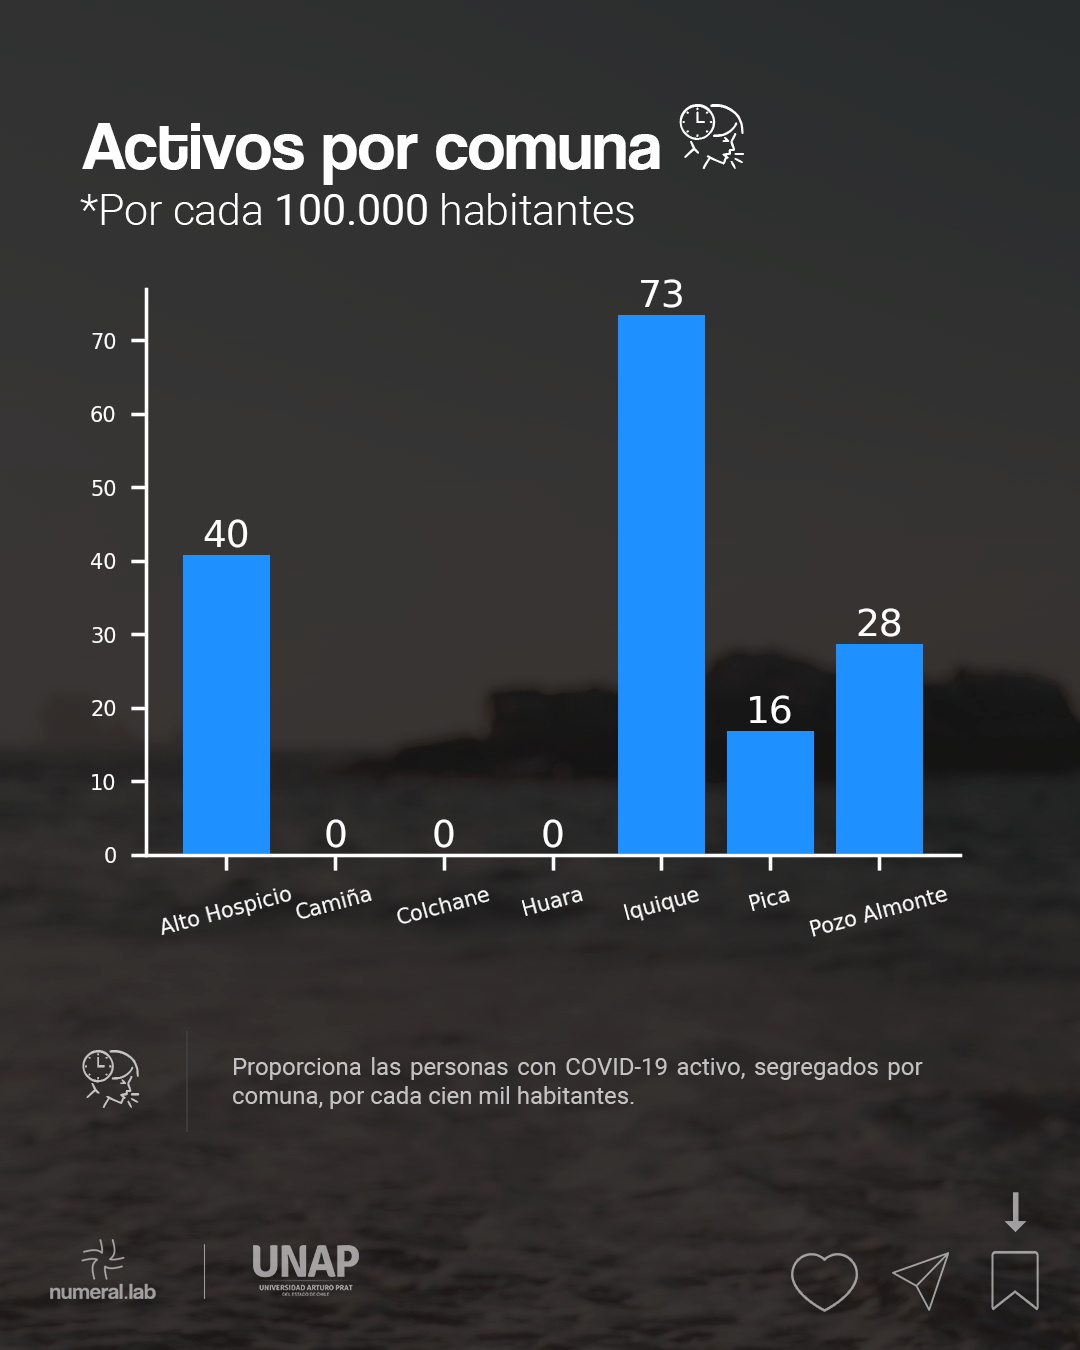 Activos por comuna
*Por cada 100.000 habitantes
73
70
60
50
40
40
30
28
20
16
10
0
0
0
0
Alto Hospicio
Camiña
Colchane
Huara
Iquique
Pica
Pozo Almonte
Proporciona las personas con COVID-19 activo, segregados por
comuna, por cada cien mil habitantes.
numeral.lab
UNAP
UNIVERSIDAD ARTURO PRAT
DEL ESTADO DE CHILE